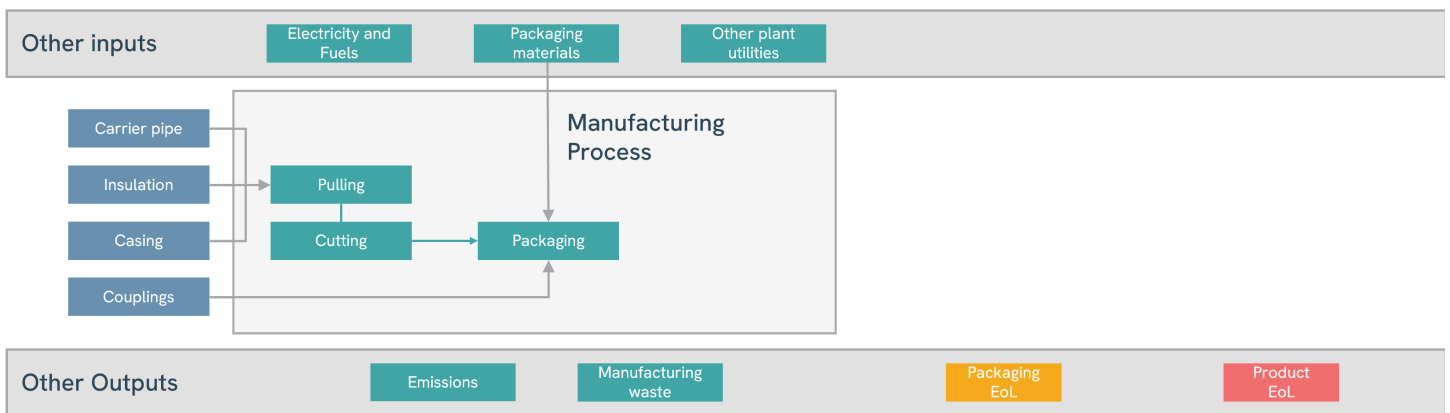 Other inputs
Electricity and
Fuels
Packaging
materials
Other plant
utilities
Manufacturing
Process
Carrier pipe
Insulation
Pulling
Casing
Cutting
Packaging
Couplings
Other Outputs
Emissions
Manufacturing
waste
Packaging
EoL
Product
EoL